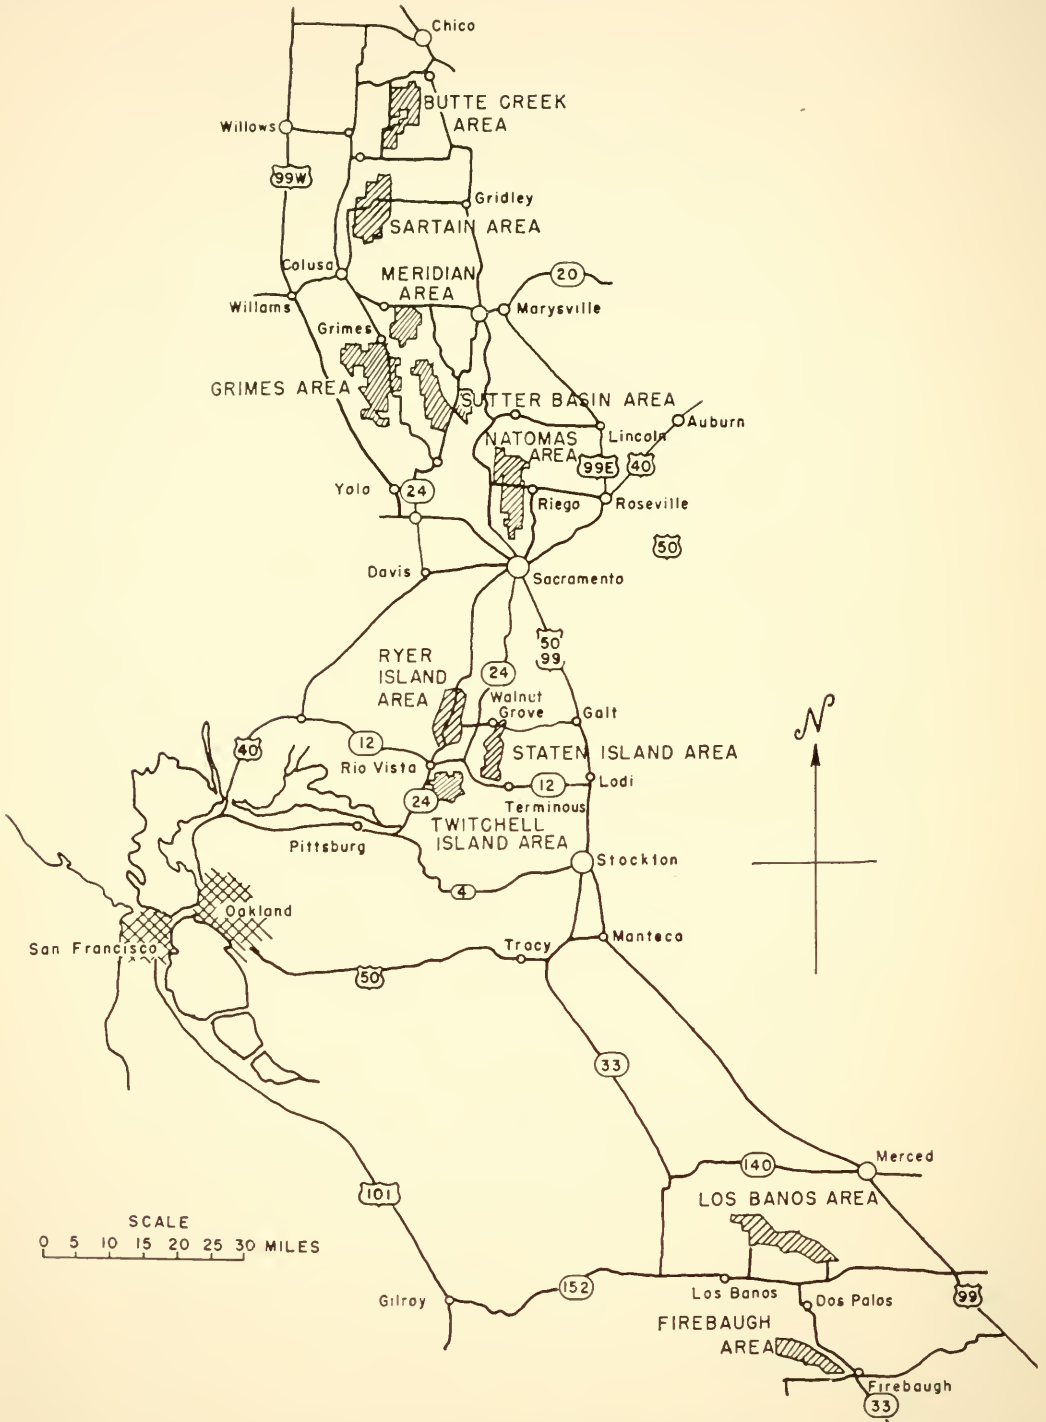 Chico
BUTTE CREEK
AREA
Willows
99W
Gridley
SARTAIN AREA
Colusa
MERIDIAN
AREA
20
Willams
Marysville
Grimes
GRIMES AREA
SUTTER BASIN AREA
Auburn
NATOMAS
AREA
Lincoln
99E
40
Yolo
24
Riego
Roseville
50
Davis
Sacramento
50
99
RYER
ISLAND
AREA
24
Walnut
Grove
Galt
N
40
12
Rio Vista
STATEN ISLAND AREA
Lodi
12
24
Terminous
TWITCHELL
ISLAND AREA
Pittsburg
Stockton
4
Oakland
San Francisco
Tracy
Manteca
50
33
Merced
140
101
LOS BANOS AREA
SCALE
0 5 10 15 20 25 30 MILES
152
Los Banos
Gilroy
Dos Palos
99
FIREBAUGH
AREA
Firebaugh
33